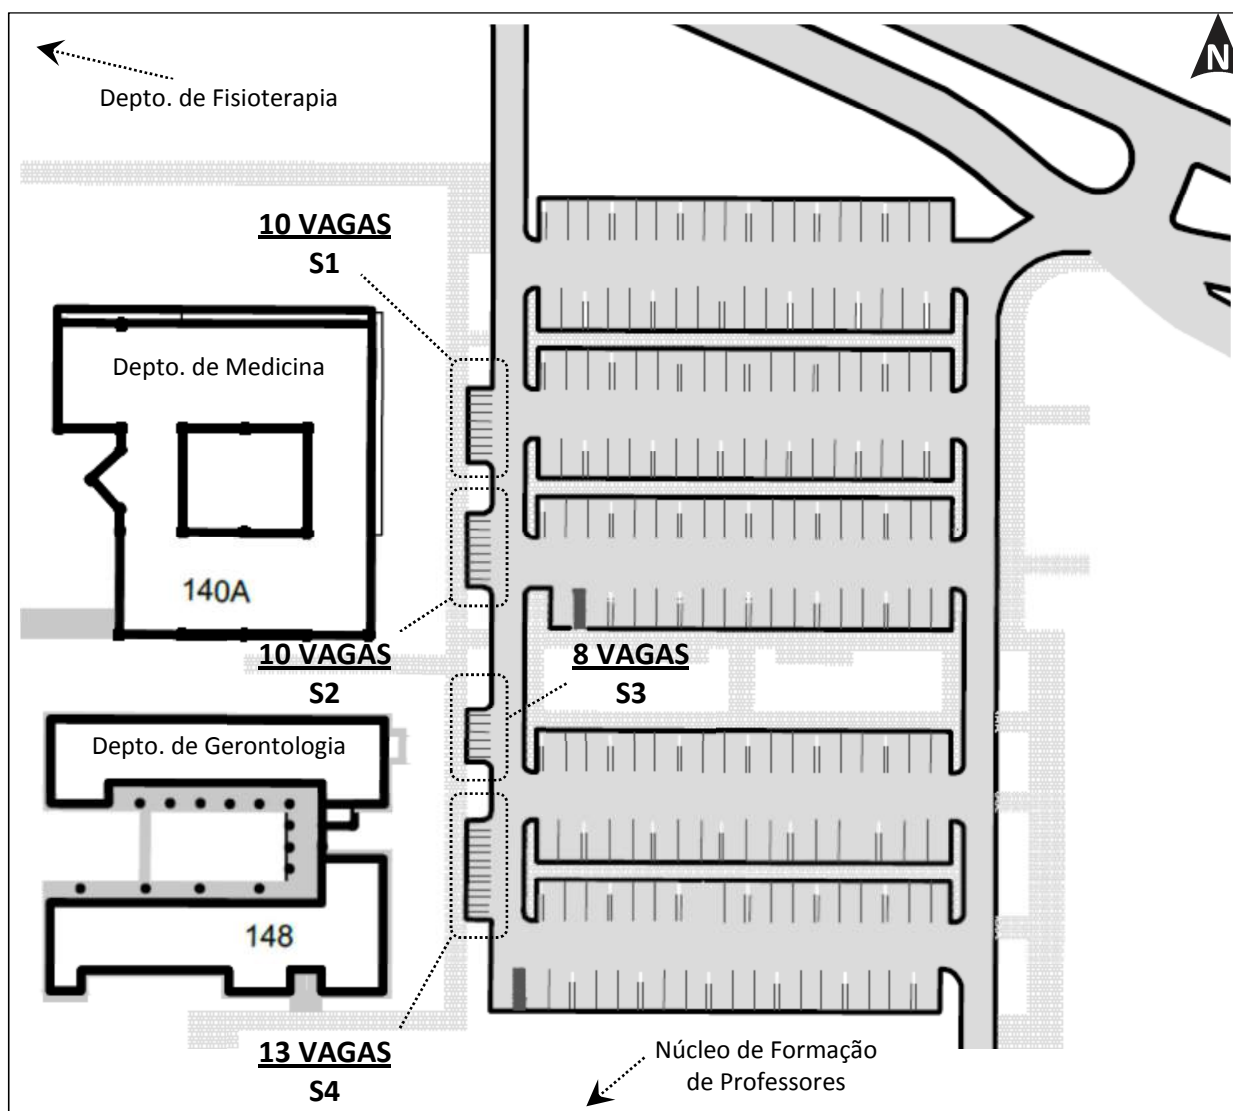 N
Depto. de Fisioterapia
10 VAGAS
S1
Depto. de Medicina
140A
10 VAGAS
S2
8 VAGAS
S3
Depto. de Gerontologia
148
13 VAGAS
S4
Núcleo de Formação
de Professores